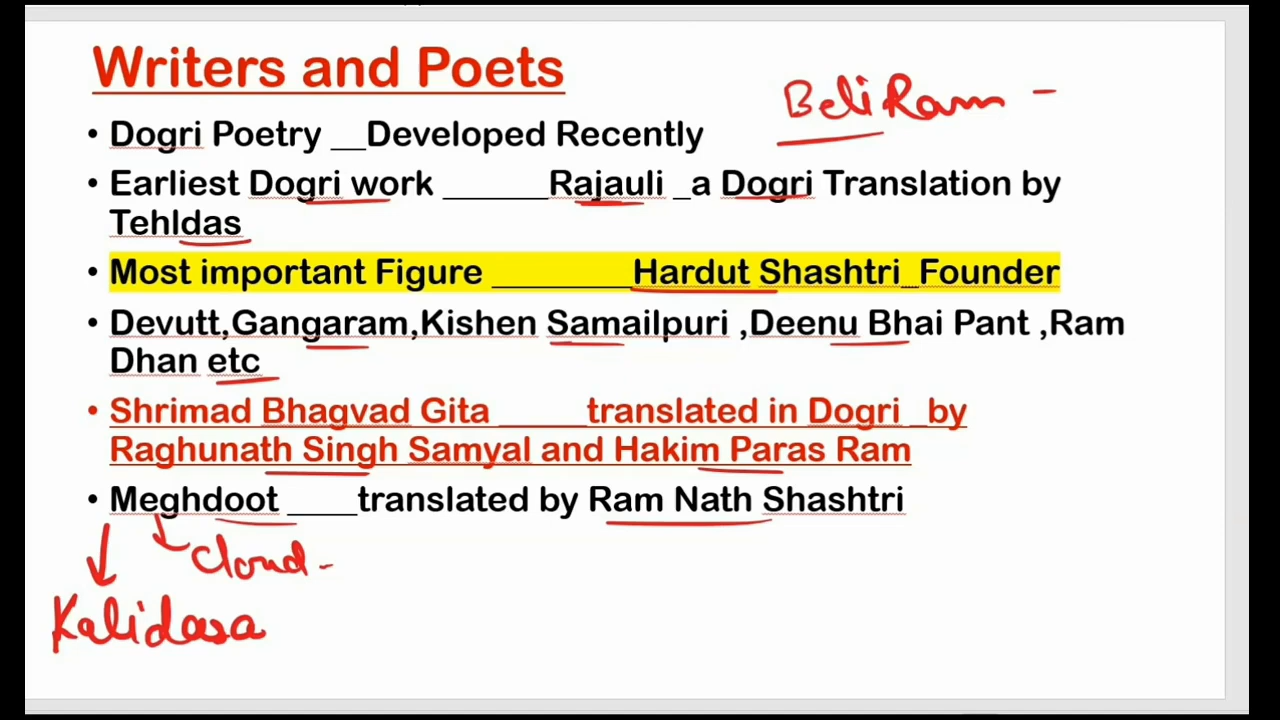 Writers and Poets
BeliRam -
• Dogri Poetry __Developed Recently
• Earliest Dogri work ______Rajauli _a Dogri Translation by
Tehldas
• Most important Figure ________Hardut Shashtri_Founder
• Devutt,Gangaram,Kishen Samailpuri ,Deenu Bhai Pant ,Ram
Dhan etc
• Shrimad Bhagvad Gita _____translated in Dogri _by
Raghunath Singh Samyal and Hakim Paras Ram
• Meghdoot ____translated by Ram Nath Shashtri
Cloud -
Kalidasa